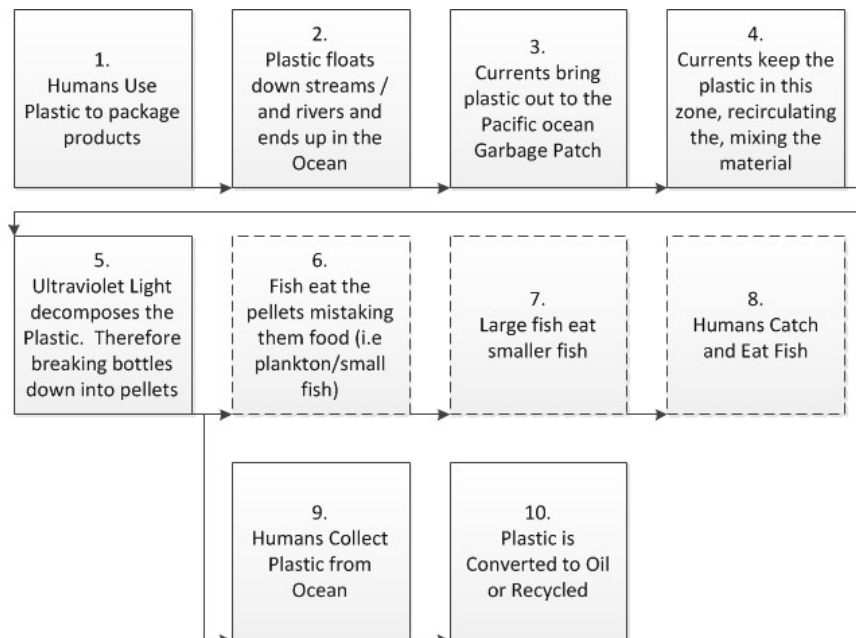 1.
Humans Use
Plastic to package
products
2.
Plastic floats
down streams /
and rivers and
ends up in the
Ocean
3.
Currents bring
plastic out to the
Pacific ocean
Garbage Patch
4.
Currents keep the
plastic in this
zone, recirculating
the, mixing the
material
5.
Ultraviolet Light
decomposes the
Plastic.  Therefore
breaking bottles
down into pellets
6.
Fish eat the
pellets mistaking
them food (i.e
plankton/small
fish)
7.
Large fish eat
smaller fish
8.
Humans Catch
and Eat Fish
9.
Humans Collect
Plastic from
Ocean
10.
Plastic is
Converted to Oil
or Recycled